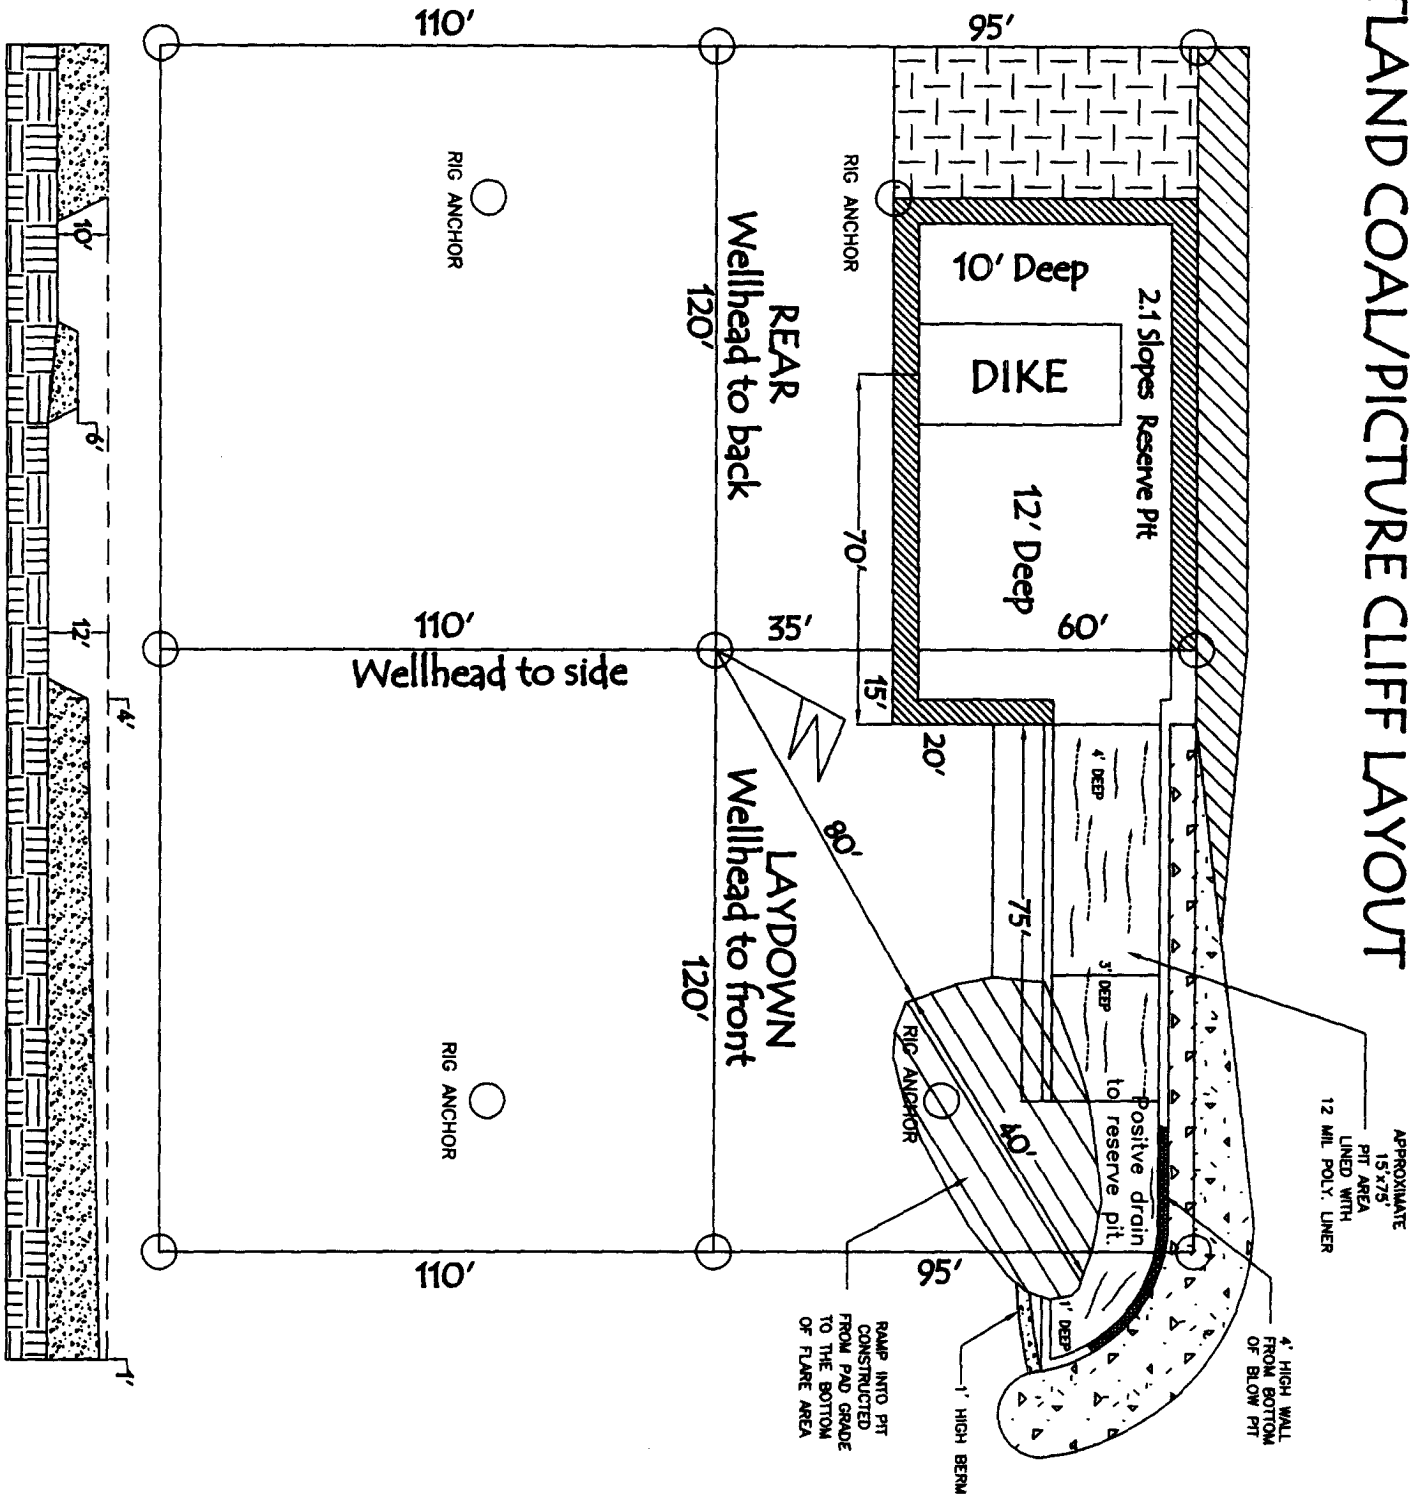 FLAND COAL/PICTURE CLIFF LAYOUT
110'
95'
RIG ANCHOR
RIG ANCHOR
REAR
Wellhead to back
120'
10' Deep
2.1 Slopes Reserve Pit
DIKE
12' Deep
70'
10'
6'
12'
4'
1'
110'
Wellhead to side
35'
60'
15'
20'
80'
LAYDOWN
Wellhead to front
120'
4' DEEP
75'
3' DEEP
RIG ANCHOR
RIG ANCHOR
40'
Positve drain
to reserve pit.
1' DEEP
110'
95'
APPROXIMATE
15'x75'
PIT AREA
LINED WITH
12 MIL POLY. LINER
4' HIGH WALL
FROM BOTTOM
OF BLOW PIT
1' HIGH BERM
RAMP INTO PIT
CONSTRUCTED
FROM PAD GRADE
TO THE BOTTOM
OF FLARE AREA